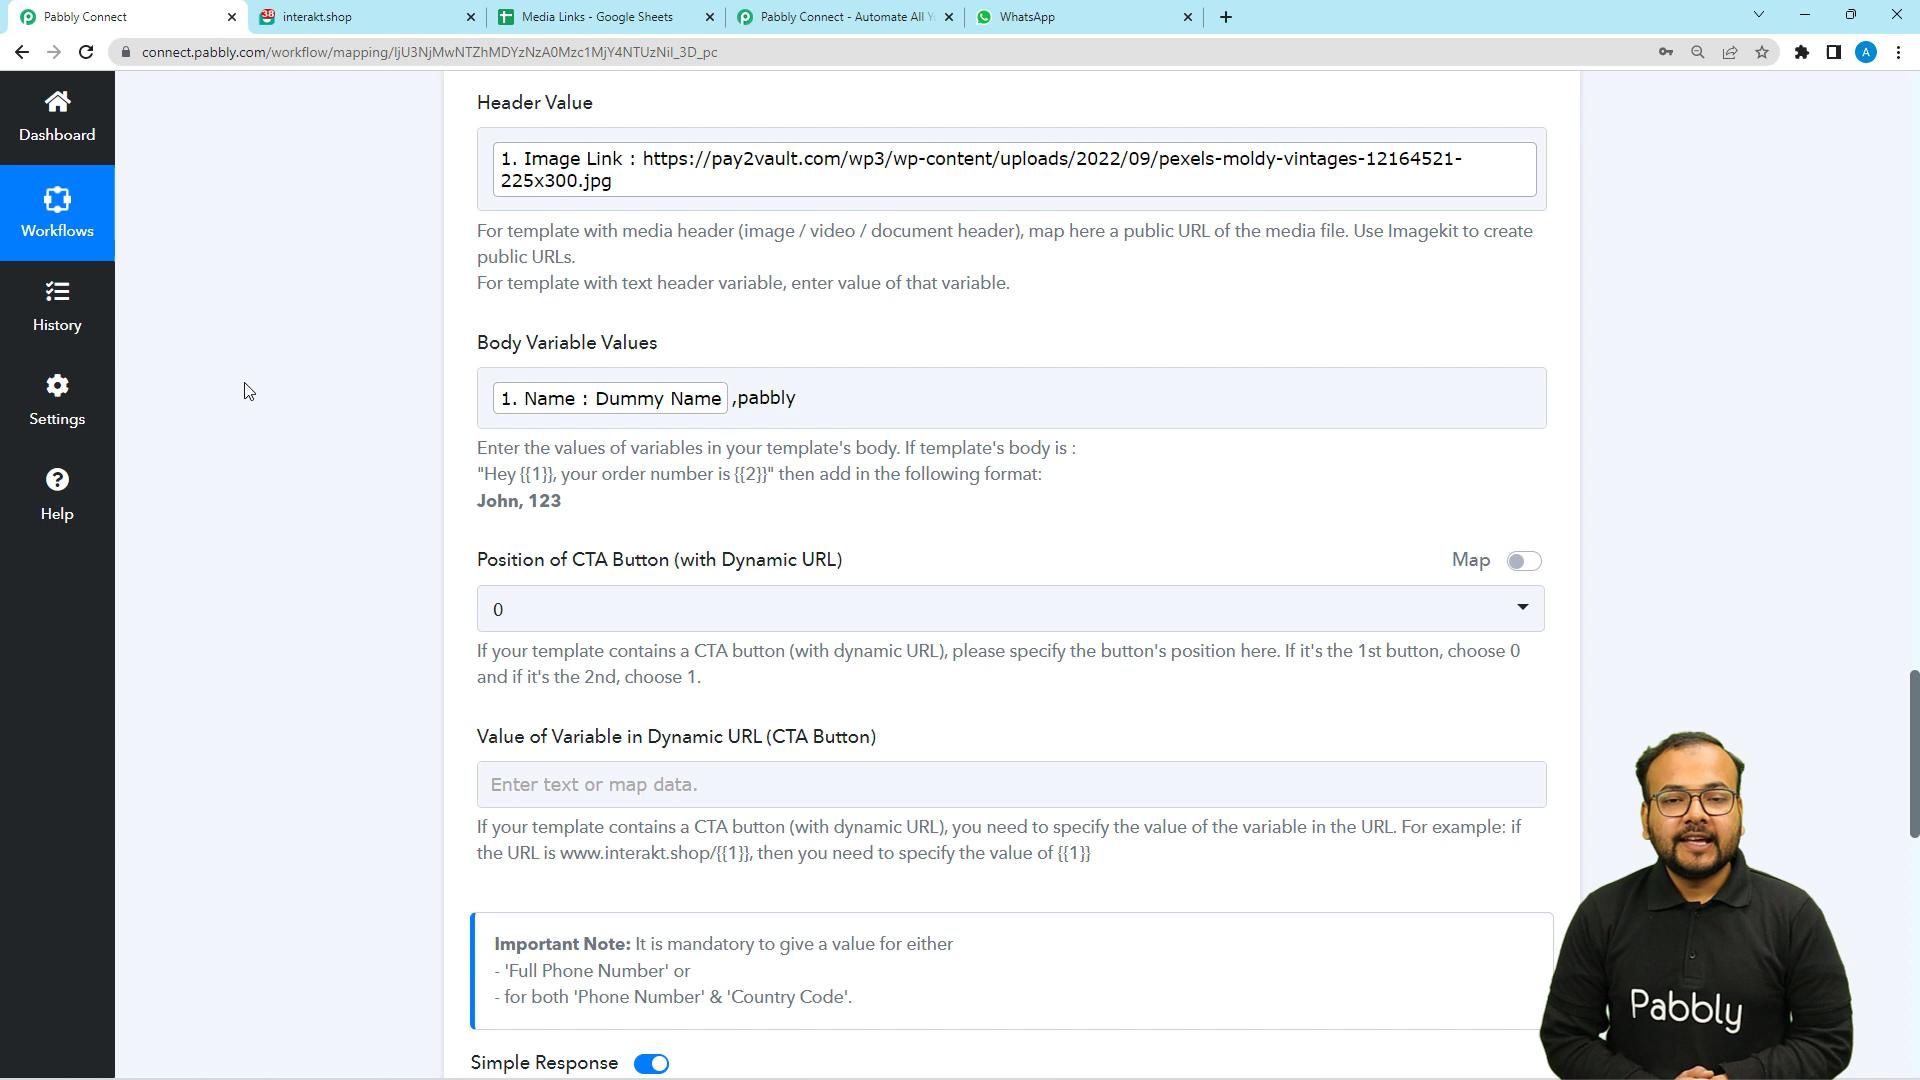 Pabbly Connect
38
interakt.shop
Media Links - Google Sheets
Pabbly Connect - Automate All Y
WhatsApp
connect.pabbly.com/workflow/mapping/IjU3NjMwNTZhMDYzNzA0Mzc1MjY4NTUzNiI_3D_pc
A
Dashboard
Workflows
History
Settings
Help
Header Value
1. Image Link : https://pay2vault.com/wp3/wp-content/uploads/2022/09/pexels-moldy-vintages-12164521-
225x300.jpg
For template with media header (image / video / document header), map here a public URL of the media file. Use Imagekit to create
public URLs.
For template with text header variable, enter value of that variable.
Body Variable Values
1. Name : Dummy Name ,pabbly
Enter the values of variables in your template's body. If template's body is :
"Hey {{1}}, your order number is {{2}}" then add in the following format:
John, 123
Position of CTA Button (with Dynamic URL)
Map
0
If your template contains a CTA button (with dynamic URL), please specify the button's position here. If it's the 1st button, choose 0
and if it's the 2nd, choose 1.
Value of Variable in Dynamic URL (CTA Button)
Enter text or map data.
If your template contains a CTA button (with dynamic URL), you need to specify the value of the variable in the URL. For example: if
the URL is www.interakt.shop/{{1}}, then you need to specify the value of {{1}}
Important Note: It is mandatory to give a value for either
- 'Full Phone Number' or
- for both 'Phone Number' & 'Country Code'.
Simple Response
Pabbly